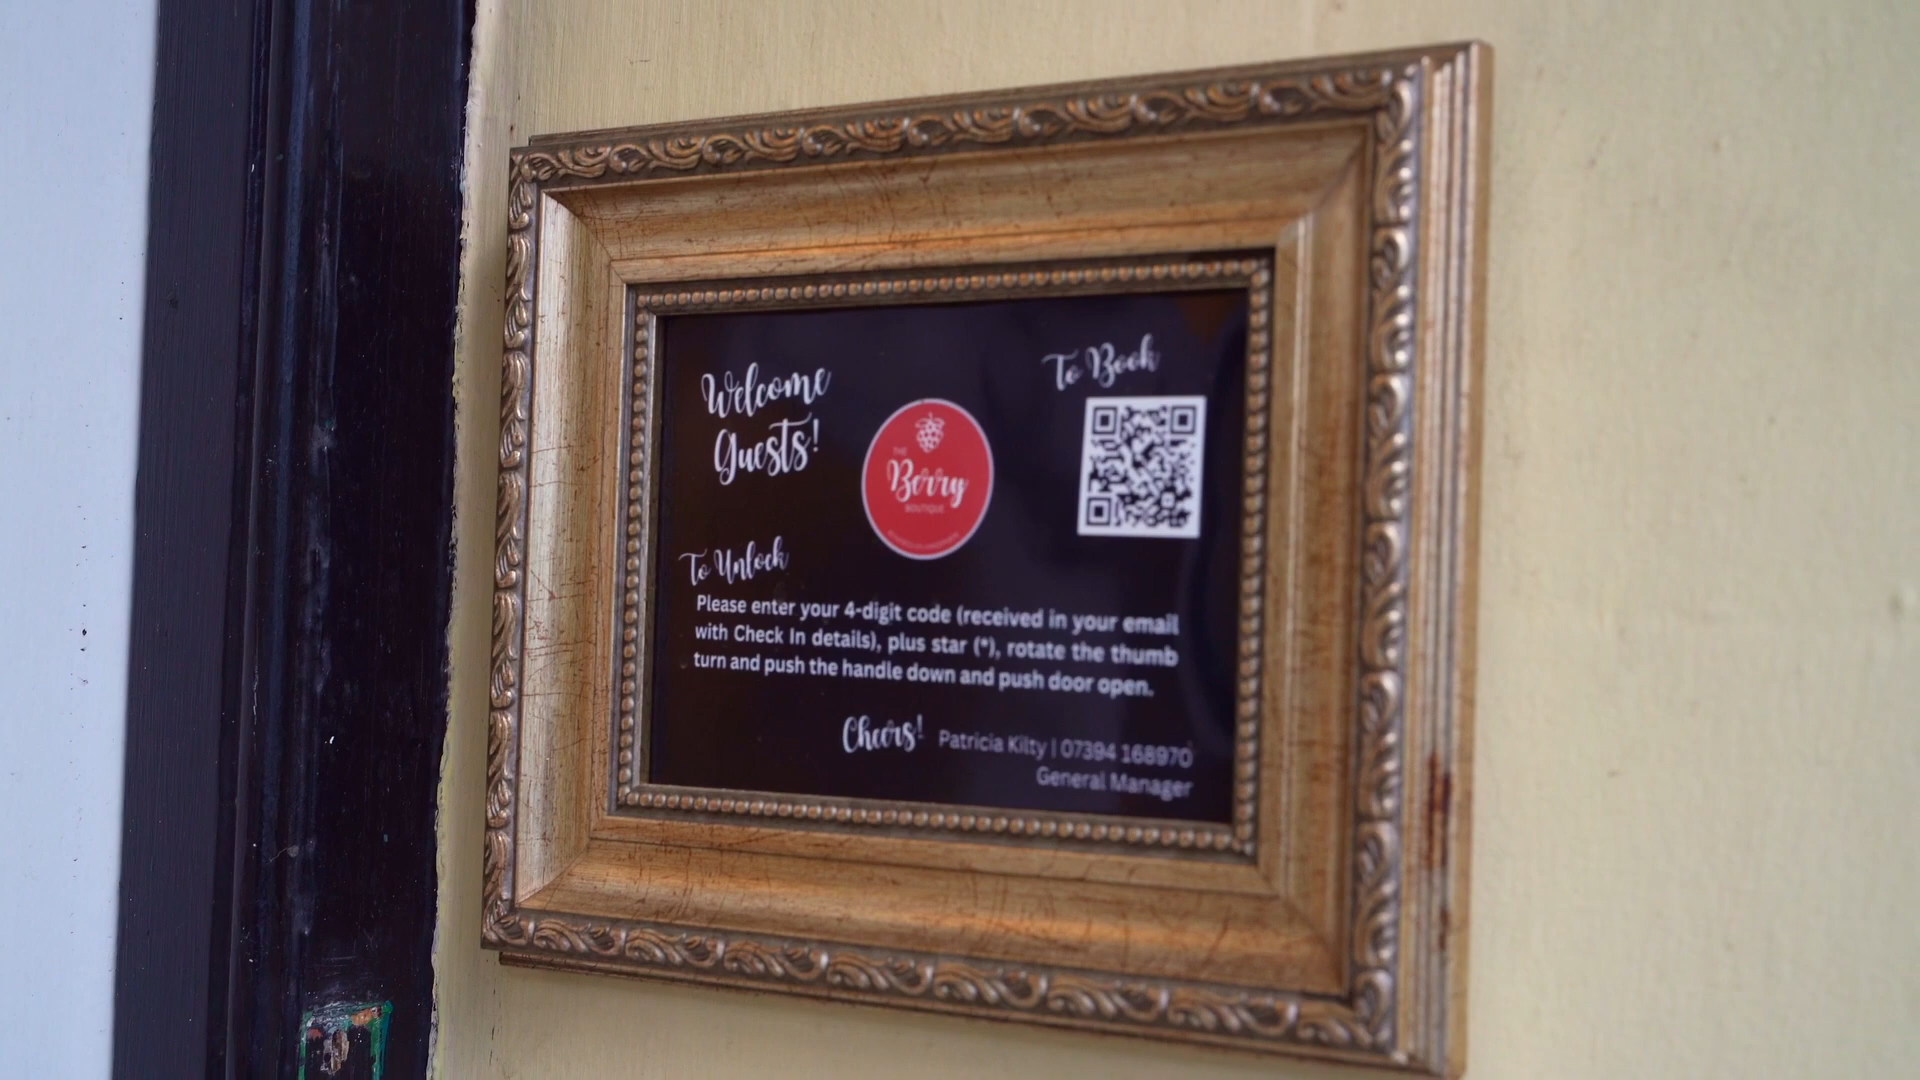 Welcome
Guests!
To Book
THE
Berry
BOUTIQUE
To Unlock
Please enter your 4-digit code (received in your email
with Check In details), plus star (*), rotate the thumb
turn and push the handle down and push door open.
Cheers! Patricia Kilty | 07394 168970
General Manager